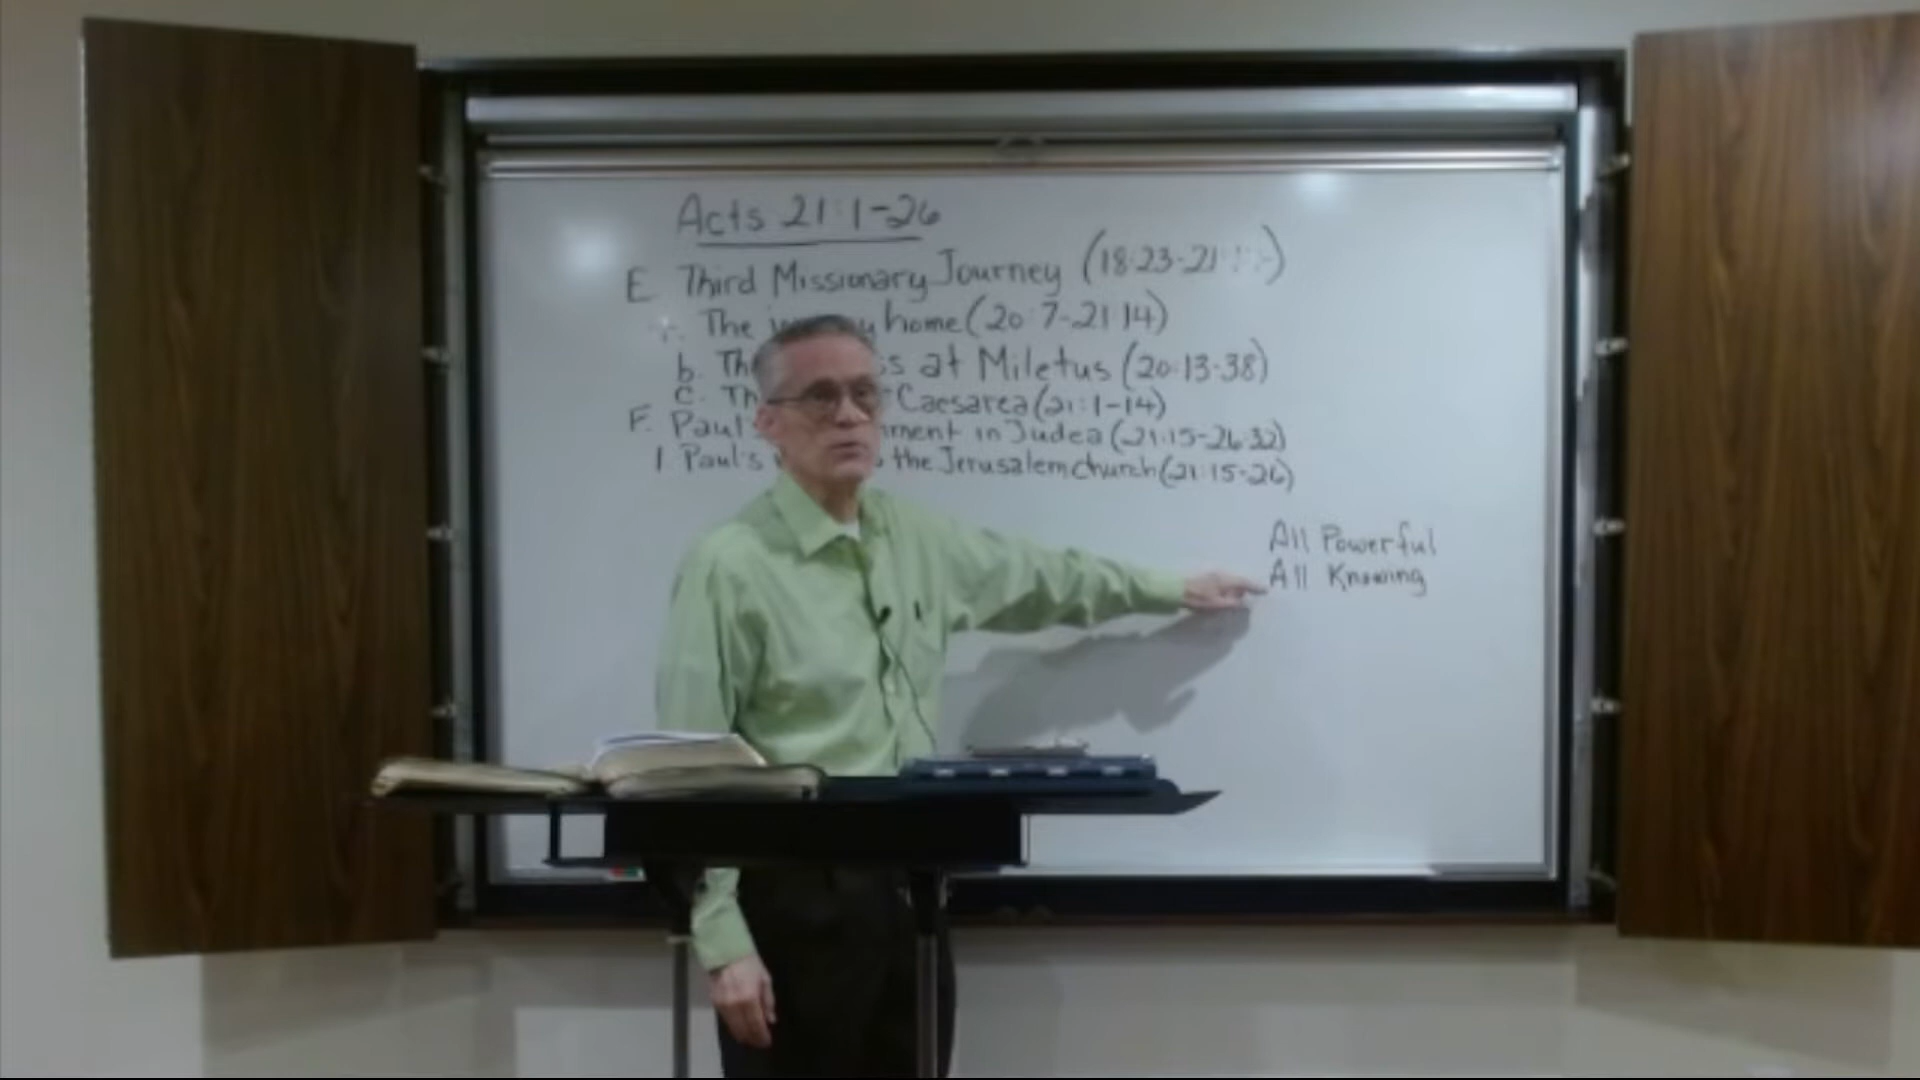 Acts 21:1-26
E. Third Missionary Journey (18:23-21
The home (20:7-21:14)
b. at Miletus (20:13-38)
c. Caesarea (21:1-14)
F. Paul's in Judea (21:15-26:32)
1. Paul's the Jerusalem church (21:15-26)
All Powerful
All Knowing